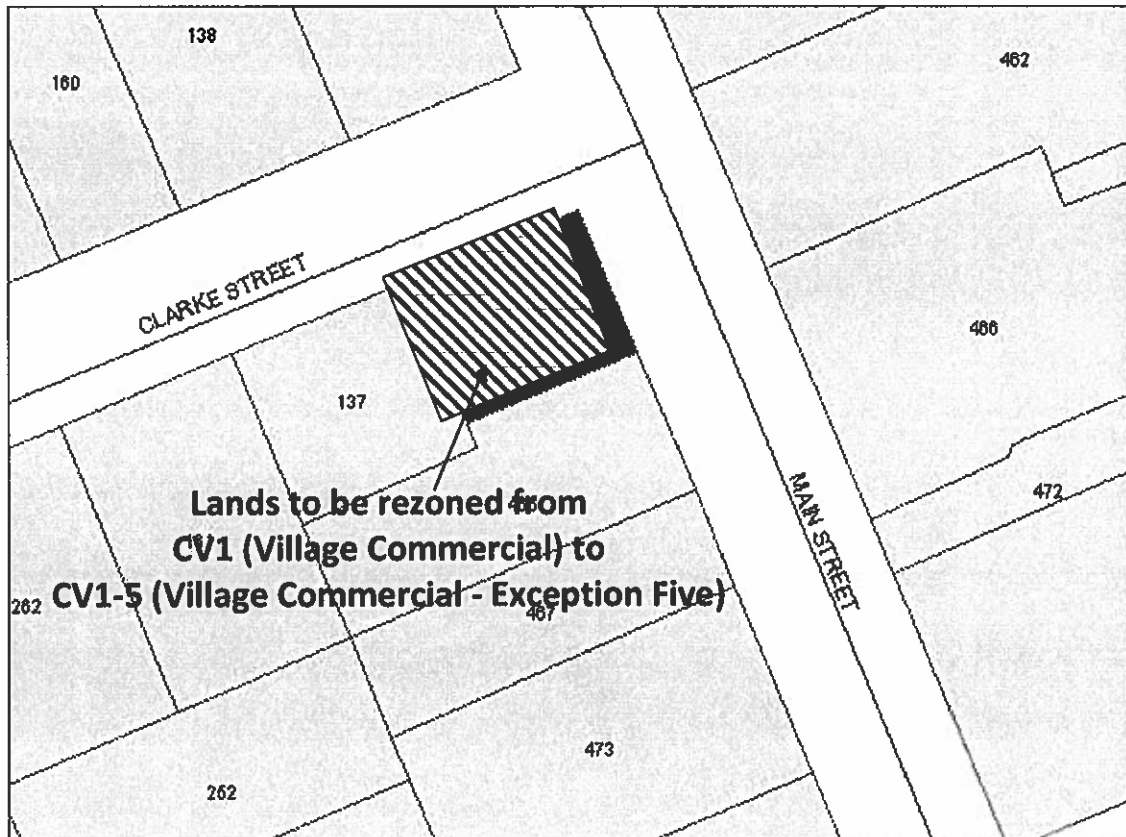 138
160
462
CLARKE STREET
466
137
MAIN STREET
472
Lands to be rezoned from
CV1 (Village Commercial) to
CV1-5 (Village Commercial - Exception Five)
262
467
473
262